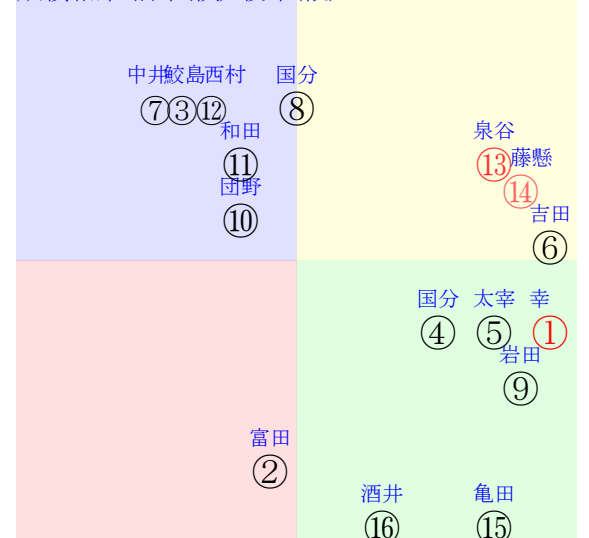 中井鮫島西村 国分
⑦③⑫ ⑧
和田 泉谷
⑪ ⑬藤懸
団野 ⑭
⑩ 吉田
⑥
国分 太宰 幸
④ ⑤ ①
岩田
⑨
富田
②
酒井 亀田
⑯ ⑮